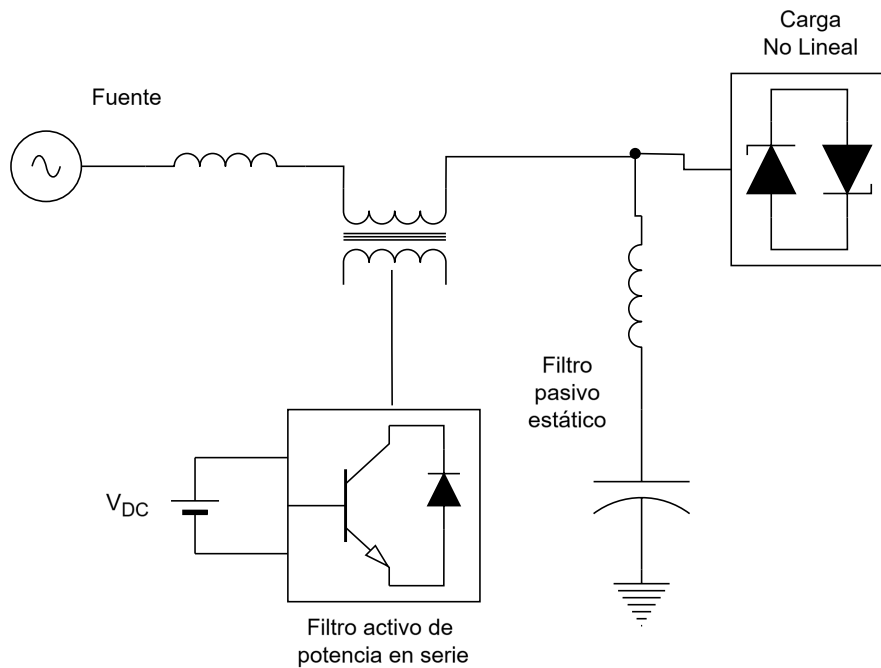 Carga
No Lineal
Fuente
Filtro
pasivo
estático
V_DC
Filtro activo de
potencia en serie